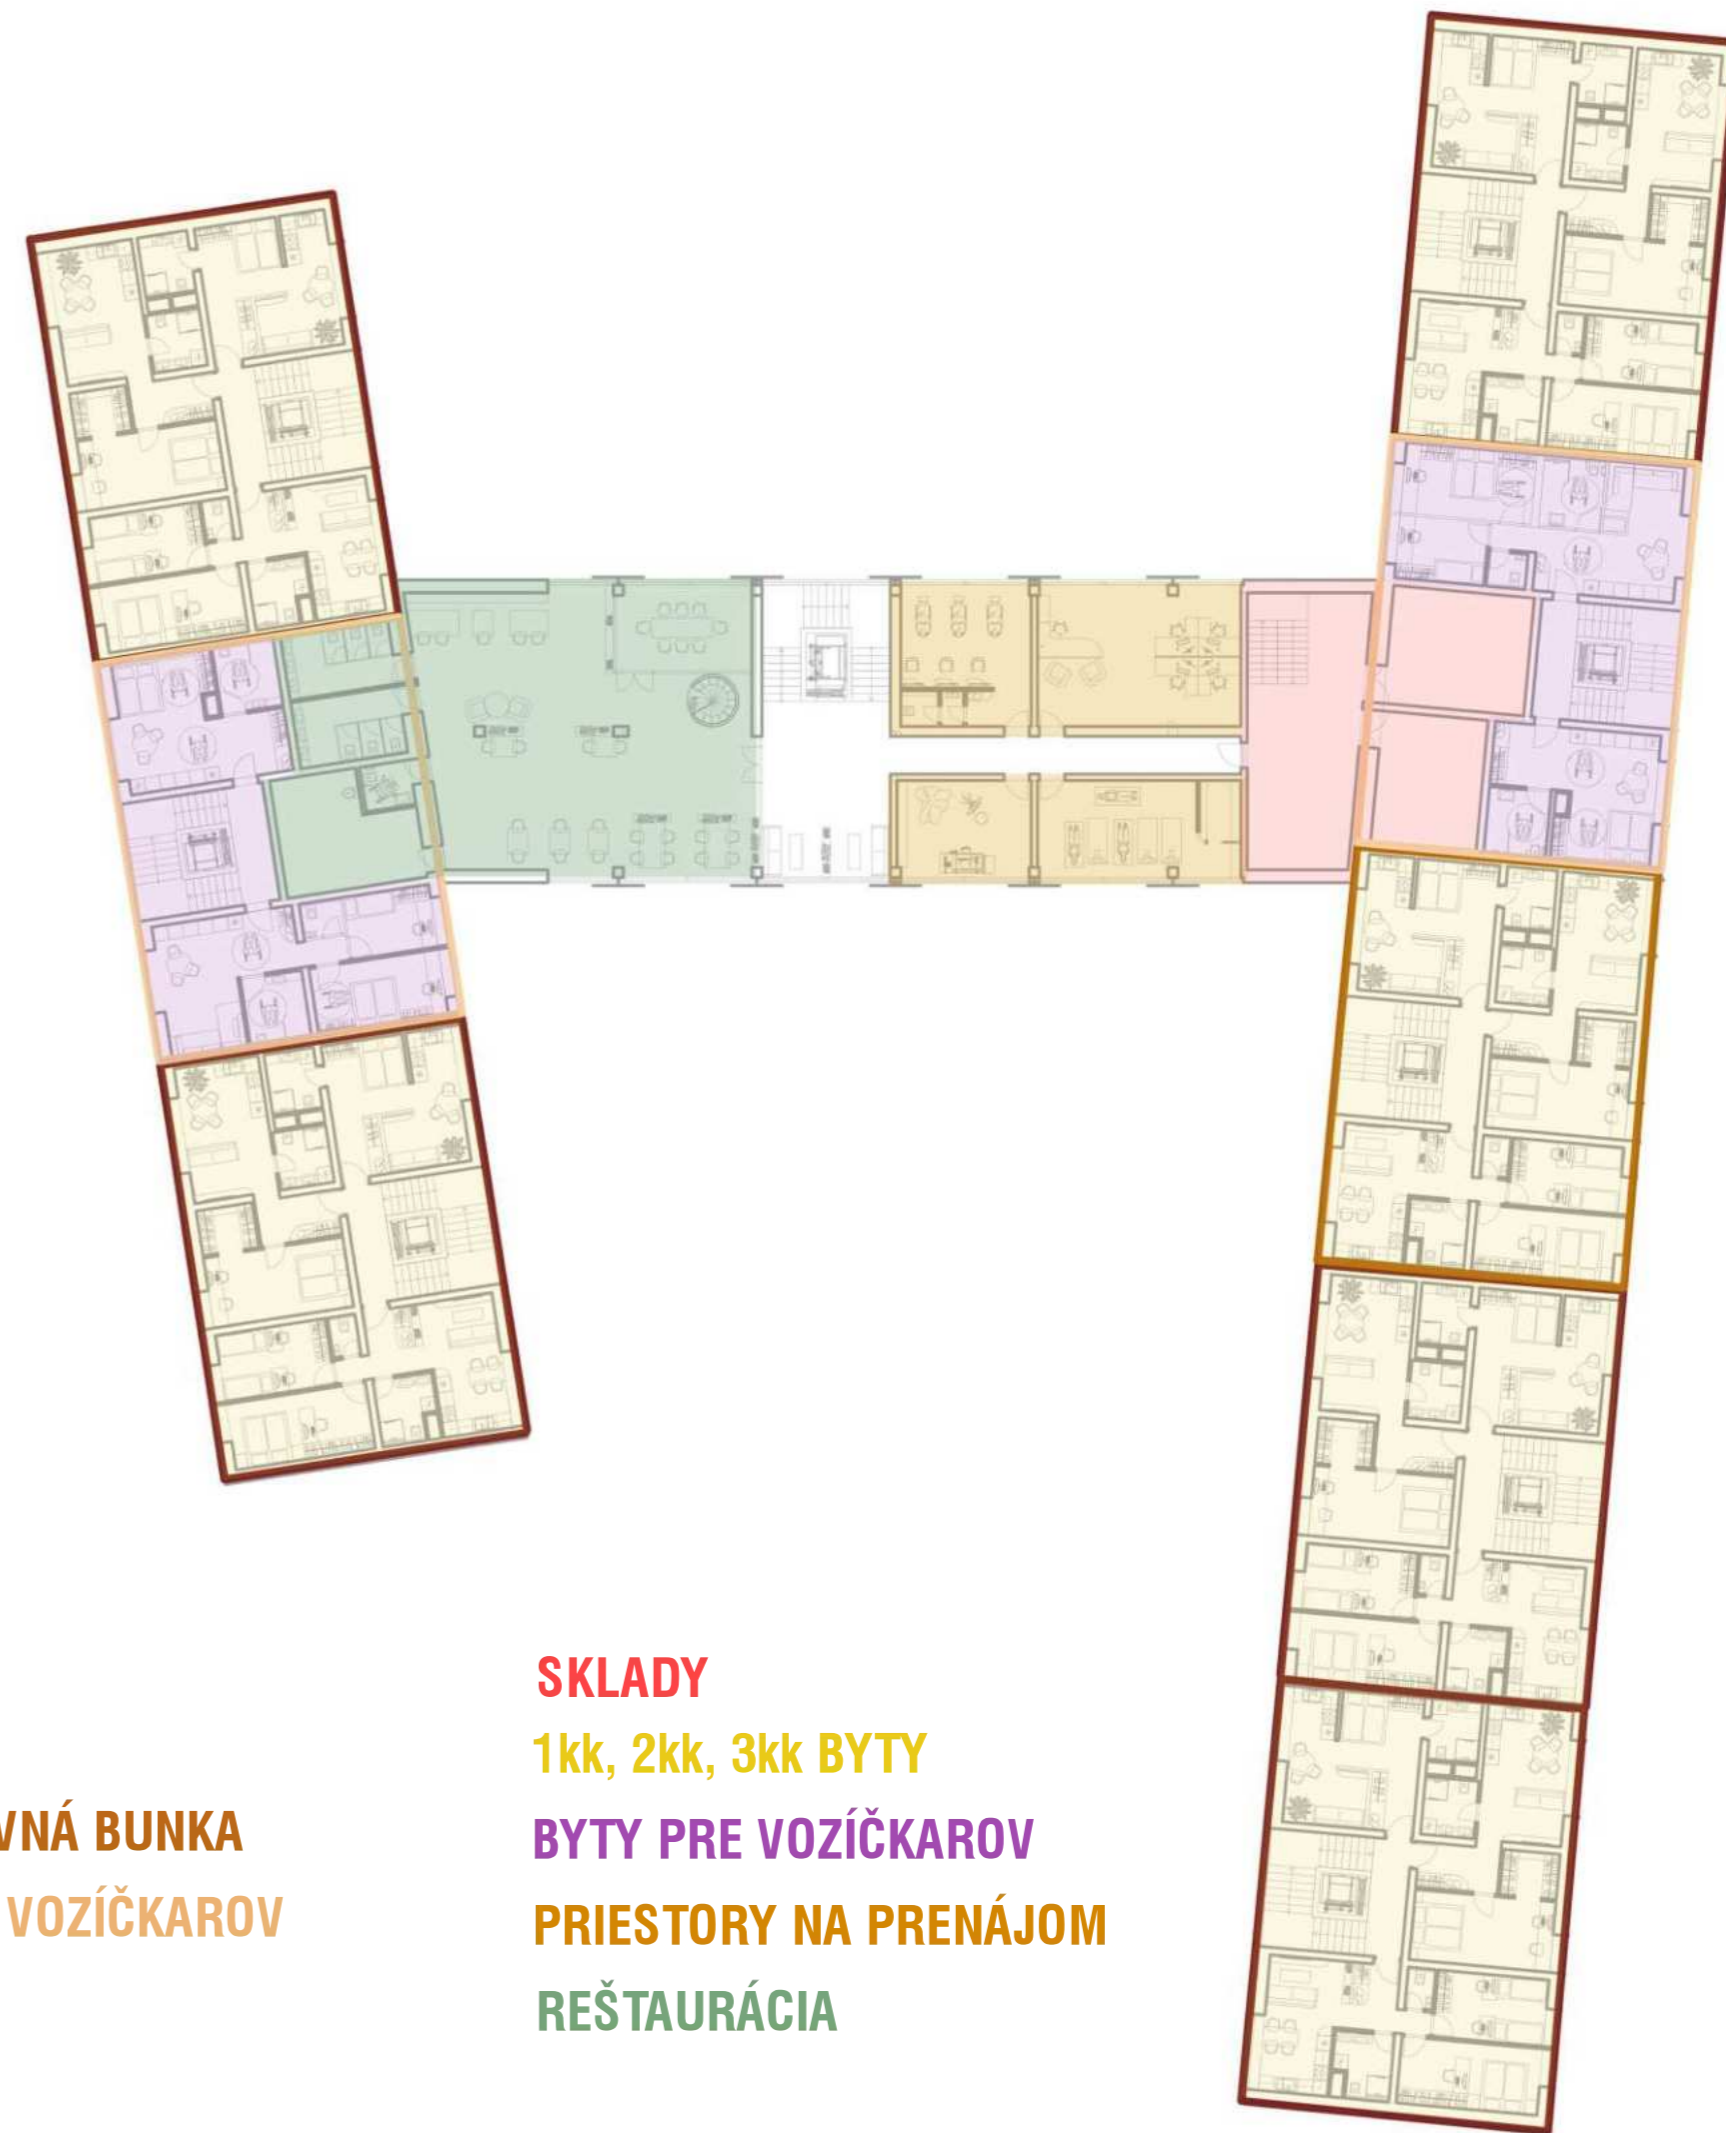 SKLADY
1kk, 2kk, 3kk BYTY
VNÁ BUNKA
BYTY PRE VOZÍČKAROV
VOZÍČKAROV
PRIESTORY NA PRENÁJOM
REŠTAURÁCIA